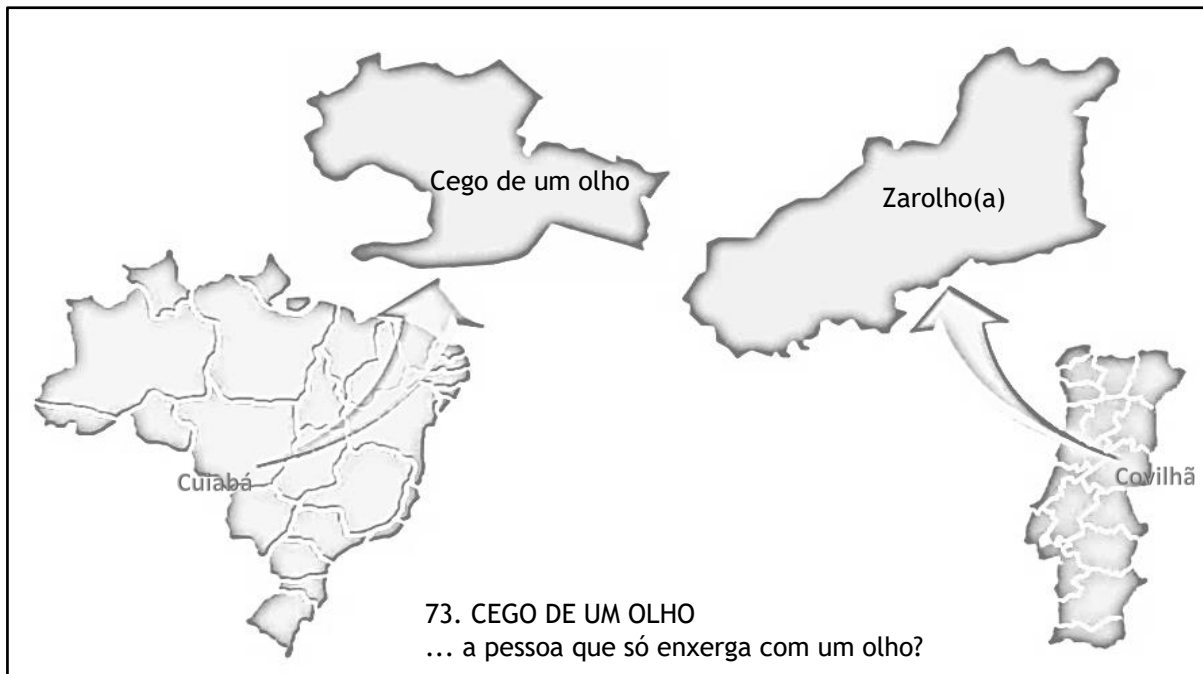 Cego de um olho
Zarolho(a)
Cuiabá
Covilhã
73. CEGO DE UM OLHO
... a pessoa que só enxerga com um olho?